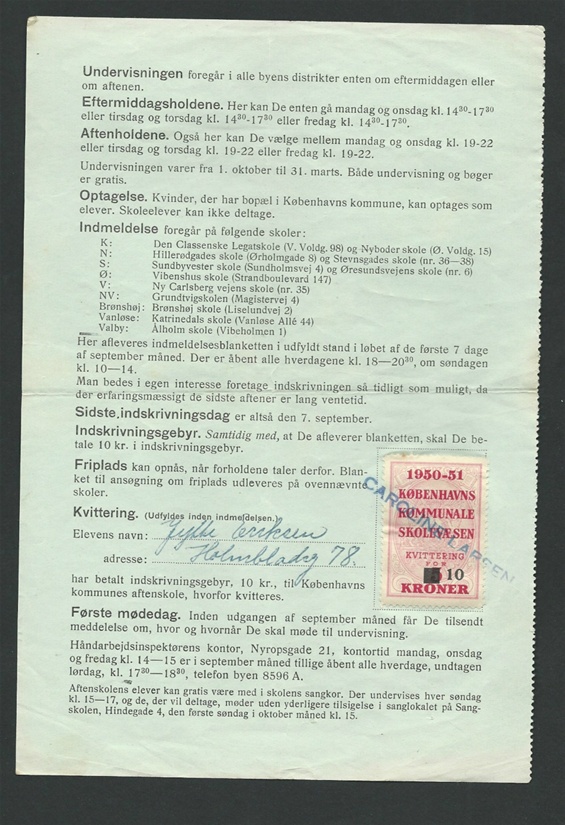 Undervisningen foregår i alle byens distrikter enten om eftermiddagen eller
om aftenen.
Eftermiddagsholdene. Her kan De enten gå mandag og onsdag kl. 14³⁰-17³⁰
eller tirsdag og torsdag kl. 14³⁰-17³⁰ eller fredag kl. 14³⁰-17³⁰.
Aftenholdene. Også her kan De vælge mellem mandag og onsdag kl. 19-22
eller tirsdag og torsdag kl. 19-22 eller fredag kl. 19-22.
Undervisningen varer fra 1. oktober til 31. marts. Både undervisning og bøger
er gratis.
Optagelse. Kvinder, der har bopæl i Københavns kommune, kan optages som
elever. Skoleelever kan ikke deltage.
Indmeldelse foregår på følgende skoler:
K: Den Classenske Legatskole (V. Voldg. 98) og Nyboder skole (Ø. Voldg. 15)
N: Hillerødgades skole (Ørholmgade 8) og Stevnsgades skole (nr. 36—38)
S: Sundbyvester skole (Sundholmsvej 4) og Øresundsvejens skole (nr. 6)
Ø: Vibenshus skole (Strandboulevard 147)
V: Ny Carlsberg vejens skole (nr. 35)
NV: Grundtvigskolen (Magistervej 4)
Brønshøj: Brønshøj skole (Liselundvej 2)
Vanløse: Katrinedals skole (Vanløse Allé 44)
Valby: Ålholm skole (Vibeholmen 1)
Her afleveres indmeldelsesblanketten i udfyldt stand i løbet af de første 7 dage
af september måned. Der er åbent alle hverdagene kl. 18—20³⁰, om søndagen
kl. 10—14.
Man bedes i egen interesse foretage indskrivningen så tidligt som muligt, da
der erfaringsmæssigt de sidste aftener er lang ventetid.
Sidste indskrivningsdag er altså den 7. september.
Indskrivningsgebyr. Samtidig med, at De afleverer blanketten, skal De be-
tale 10 kr. i indskrivningsgebyr.
Friplads kan opnås, når forholdene taler derfor. Blan-
ket til ansøgning om friplads udleveres på ovennævnte
skoler.
Kvittering. (Udfyldes inden indmeldelsen.)
Elevens navn: Jytte Eriksen
adresse: Holmbladsg 78.
har betalt indskrivningsgebyr, 10 kr., til Københavns
kommunes aftenskole, hvorfor kvitteres.
1950-51
KØBENHAVNS
KOMMUNALE
SKOLEVÆSEN
KVITTERING
FOR
10
KRONER
CAROLINE LARSEN
Første mødedag. Inden udgangen af september måned får De tilsendt
meddelelse om, hvor og hvornår De skal møde til undervisning.
Håndarbejdsinspektørens kontor, Nyropsgade 21, kontortid mandag, onsdag
og fredag kl. 14—15 er i september måned tillige åbent alle hverdage, undtagen
lørdag, kl. 17³⁰—18³⁰, telefon byen 8596 A.
Aftenskolens elever kan gratis være med i skolens sangkor. Der undervises hver søndag
kl. 15—17, og de, der vil deltage, møder uden yderligere tilsigelse i sanglokalet på Sang-
skolen, Hindegade 4, den første søndag i oktober måned kl. 15.